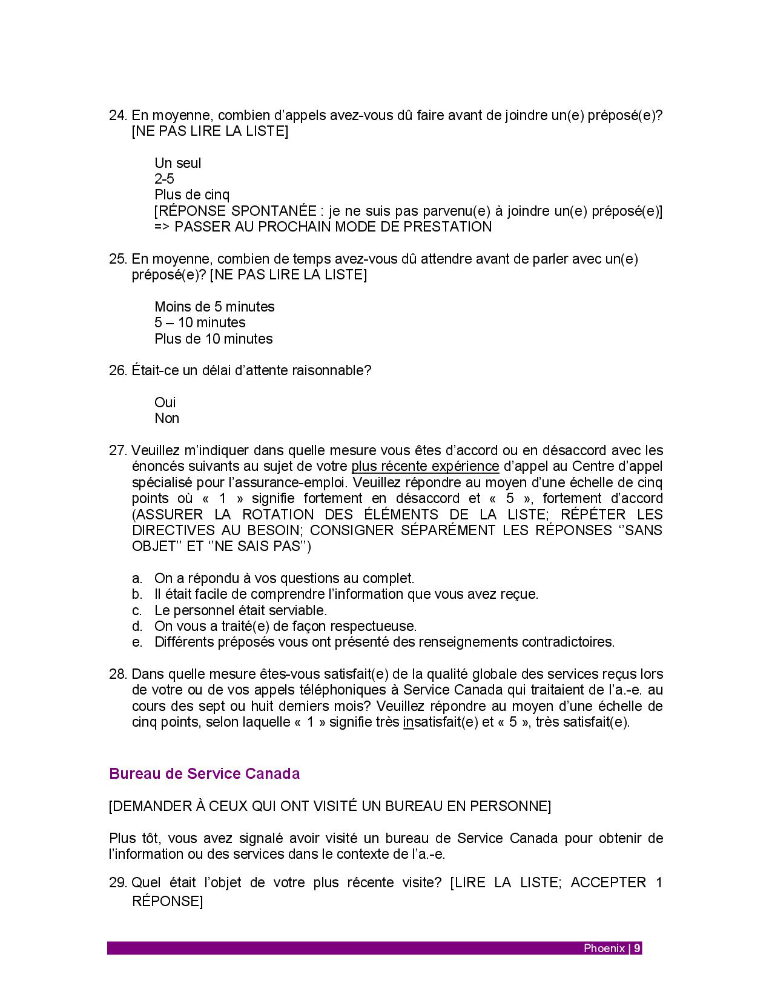 24. En moyenne, combien d’appels avez-vous dû faire avant de joindre un(e) préposé(e)?
[NE PAS LIRE LA LISTE]
Un seul
2-5
Plus de cinq
[RÉPONSE SPONTANÉE : je ne suis pas parvenu(e) à joindre un(e) préposé(e)]
=> PASSER AU PROCHAIN MODE DE PRESTATION
25. En moyenne, combien de temps avez-vous dû attendre avant de parler avec un(e)
préposé(e)? [NE PAS LIRE LA LISTE]
Moins de 5 minutes
5 – 10 minutes
Plus de 10 minutes
26. Était-ce un délai d’attente raisonnable?
Oui
Non
27. Veuillez m’indiquer dans quelle mesure vous êtes d’accord ou en désaccord avec les
énoncés suivants au sujet de votre plus récente expérience d’appel au Centre d’appel
spécialisé pour l’assurance-emploi. Veuillez répondre au moyen d’une échelle de cinq
points où « 1 » signifie fortement en désaccord et « 5 », fortement d’accord
(ASSURER LA ROTATION DES ÉLÉMENTS DE LA LISTE; RÉPÉTER LES
DIRECTIVES AU BESOIN; CONSIGNER SÉPARÉMENT LES RÉPONSES ‘’SANS
OBJET’’ ET ‘’NE SAIS PAS’’)
a. On a répondu à vos questions au complet.
b. Il était facile de comprendre l’information que vous avez reçue.
c. Le personnel était serviable.
d. On vous a traité(e) de façon respectueuse.
e. Différents préposés vous ont présenté des renseignements contradictoires.
28. Dans quelle mesure êtes-vous satisfait(e) de la qualité globale des services reçus lors
de votre ou de vos appels téléphoniques à Service Canada qui traitaient de l’a.-e. au
cours des sept ou huit derniers mois? Veuillez répondre au moyen d’une échelle de
cinq points, selon laquelle « 1 » signifie très insatisfait(e) et « 5 », très satisfait(e).
Bureau de Service Canada
[DEMANDER À CEUX QUI ONT VISITÉ UN BUREAU EN PERSONNE]
Plus tôt, vous avez signalé avoir visité un bureau de Service Canada pour obtenir de
l’information ou des services dans le contexte de l’a.-e.
29. Quel était l’objet de votre plus récente visite? [LIRE LA LISTE; ACCEPTER 1
RÉPONSE]
Phoenix | 9